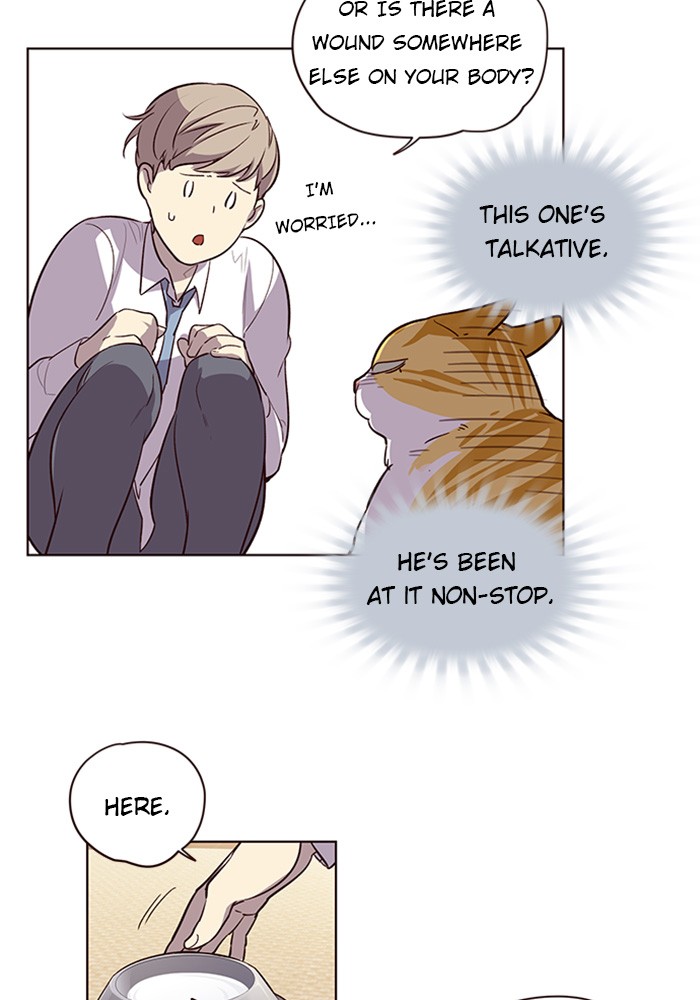 OR IS THERE A
WOUND SOMEWHERE
ELSE ON YOUR BODY?
I'M
WORRIED...
THIS ONE'S
TALKATIVE.
HE'S BEEN
AT IT NON-STOP.
HERE.